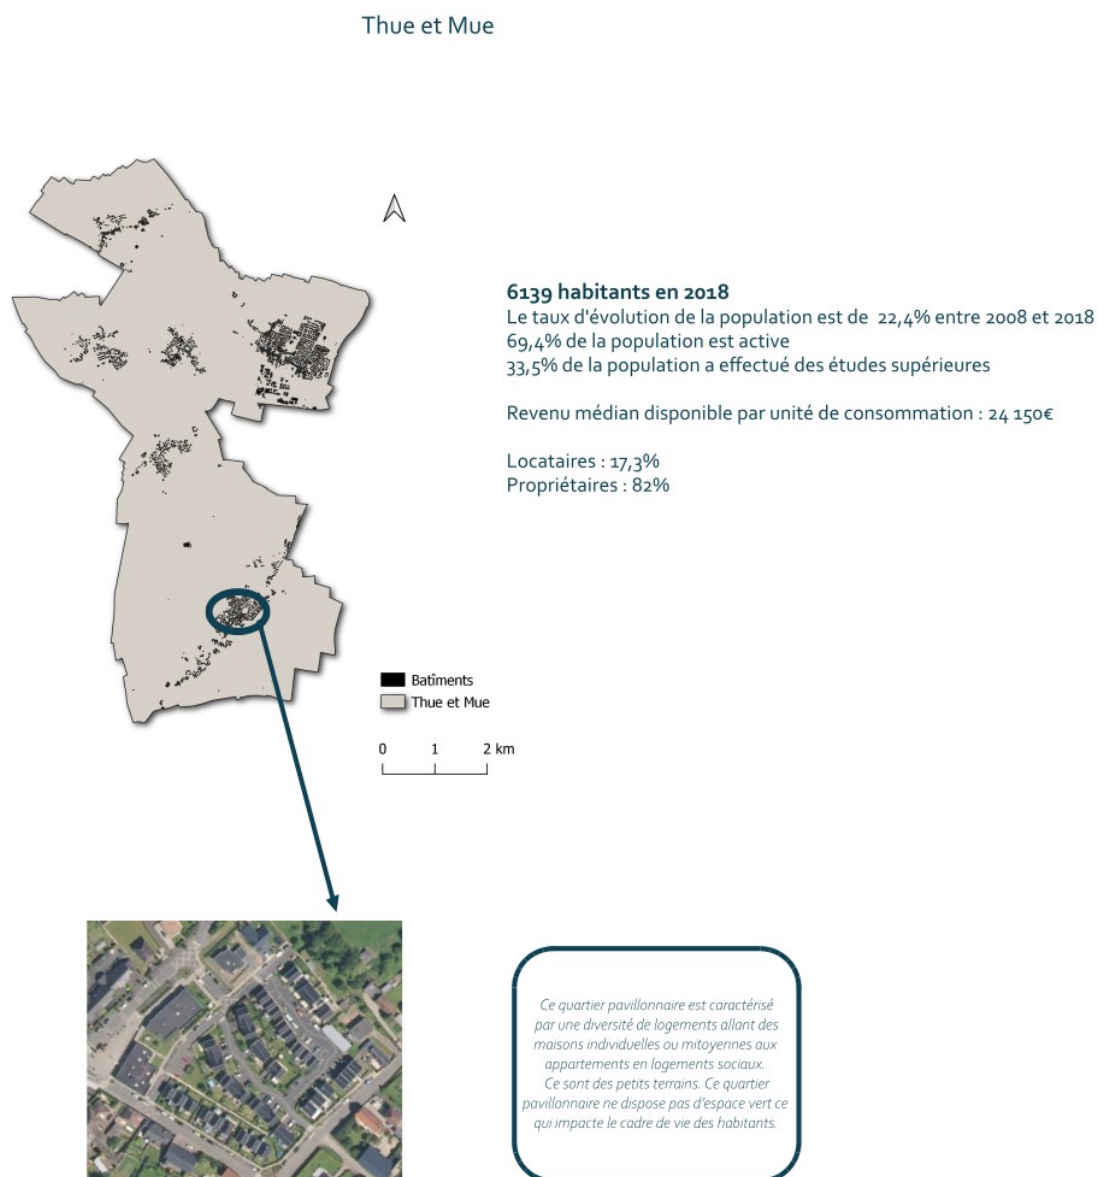 Thue et Mue
6139 habitants en 2018
Le taux d'évolution de la population est de 22,4% entre 2008 et 2018
69,4% de la population est active
33,5% de la population a effectué des études supérieures
Revenu médian disponible par unité de consommation : 24 150€
Locataires : 17,3%
Propriétaires : 82%
Batîments
Thue et Mue
0 1 2 km
Ce quartier pavillonnaire est caractérisé
par une diversité de logements allant des
maisons individuelles ou mitoyennes aux
appartements en logements sociaux.
Ce sont des petits terrains. Ce quartier
pavillonnaire ne dispose pas d'espace vert ce
qui impacte le cadre de vie des habitants.